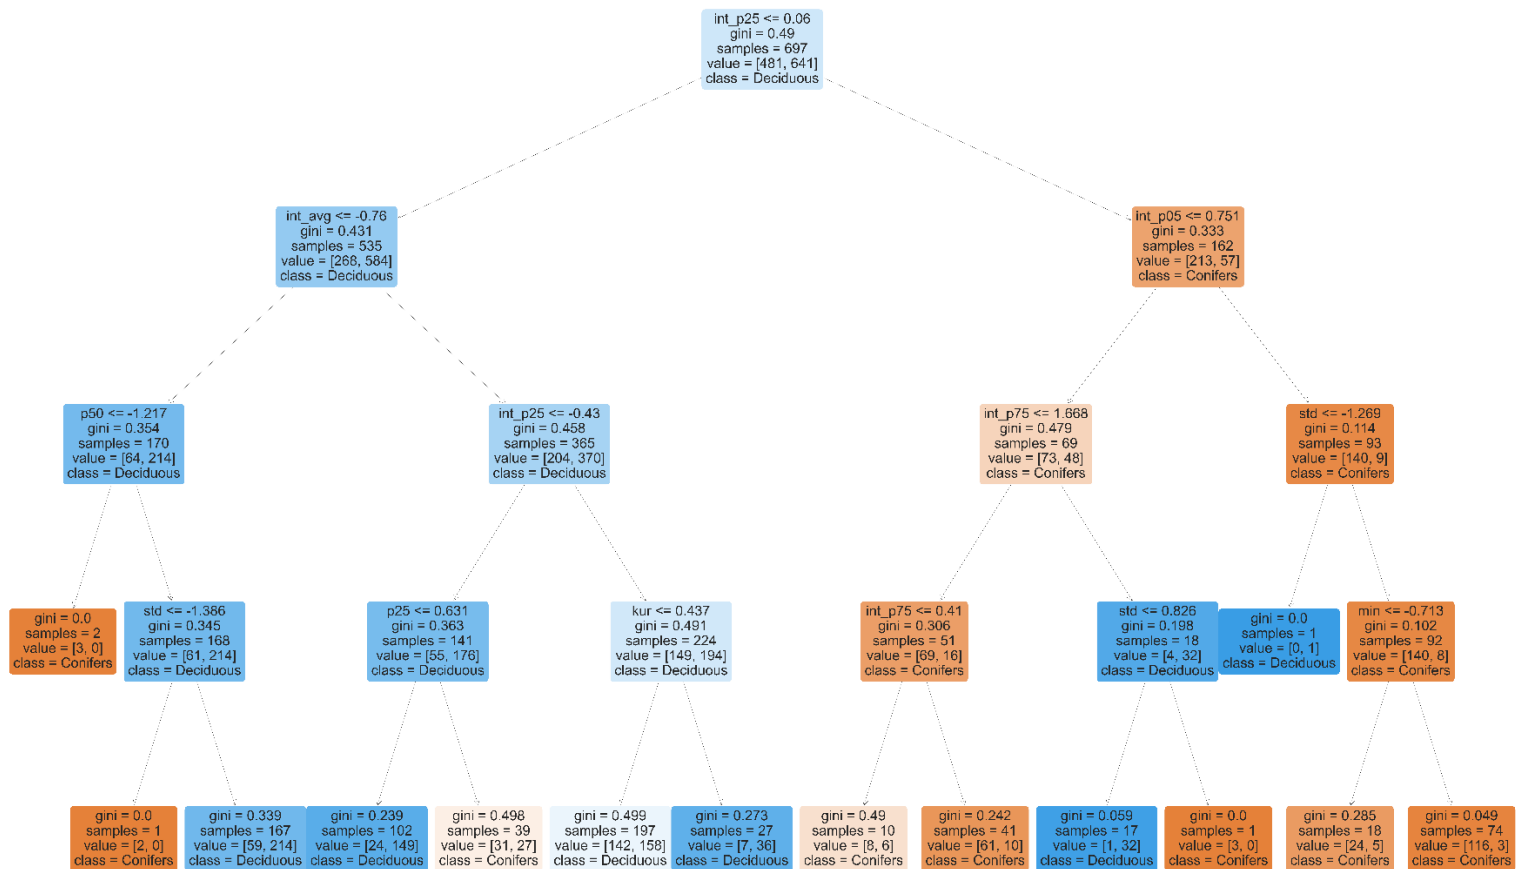 int_p25 <= 0.06
gini = 0.49
samples = 697
value = [481, 641]
class = Deciduous
int_avg <= -0.76
gini = 0.431
samples = 535
value = [268, 584]
class = Deciduous
int_p05 <= 0.751
gini = 0.333
samples = 162
value = [213, 57]
class = Conifers
p50 <= -1.217
gini = 0.354
samples = 170
value = [64, 214]
class = Deciduous
int_p25 <= -0.43
gini = 0.458
samples = 365
value = [204, 370]
class = Deciduous
int_p75 <= 1.668
gini = 0.479
samples = 69
value = [73, 48]
class = Conifers
std <= -1.269
gini = 0.114
samples = 93
value = [140, 9]
class = Conifers
gini = 0.0
samples = 2
value = [3, 0]
class = Conifers
std <= -1.386
gini = 0.345
samples = 168
value = [61, 214]
class = Deciduous
p25 <= 0.631
gini = 0.363
samples = 141
value = [55, 176]
class = Deciduous
kur <= 0.437
gini = 0.491
samples = 224
value = [149, 194]
class = Deciduous
int_p75 <= 0.41
gini = 0.306
samples = 51
value = [69, 16]
class = Conifers
std <= 0.826
gini = 0.198
samples = 18
value = [4, 32]
class = Deciduous
gini = 0.0
samples = 1
value = [0, 1]
class = Deciduous
min <= -0.713
gini = 0.102
samples = 92
value = [140, 8]
class = Conifers
gini = 0.0
samples = 1
value = [2, 0]
class = Conifers
gini = 0.339
samples = 167
value = [59, 214]
class = Deciduous
gini = 0.239
samples = 102
value = [24, 149]
class = Deciduous
gini = 0.498
samples = 39
value = [31, 27]
class = Conifers
gini = 0.499
samples = 197
value = [142, 158]
class = Deciduous
gini = 0.273
samples = 27
value = [7, 36]
class = Deciduous
gini = 0.49
samples = 10
value = [8, 6]
class = Conifers
gini = 0.242
samples = 41
value = [61, 10]
class = Conifers
gini = 0.059
samples = 17
value = [1, 32]
class = Deciduous
gini = 0.0
samples = 1
value = [3, 0]
class = Conifers
gini = 0.285
samples = 18
value = [24, 5]
class = Conifers
gini = 0.049
samples = 74
value = [116, 3]
class = Conifers